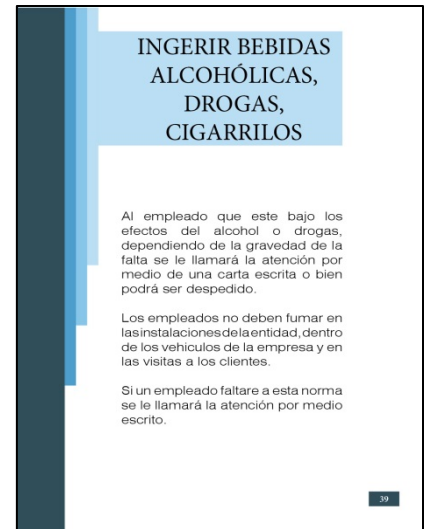 INGERIR BEBIDAS
ALCOHÓLICAS,
DROGAS,
CIGARRILOS
Al empleado que este bajo los
efectos del alcohol o drogas,
dependiendo de la gravedad de la
falta se le llamará la atención por
medio de una carta escrita o bien
podrá ser despedido.
Los empleados no deben fumar en
lasinstalacionesdelaentidad,dentro
de los vehiculos de la empresa y en
las visitas a los clientes.
Si un empleado faltare a esta norma
se le llamará la atención por medio
escrito.
39